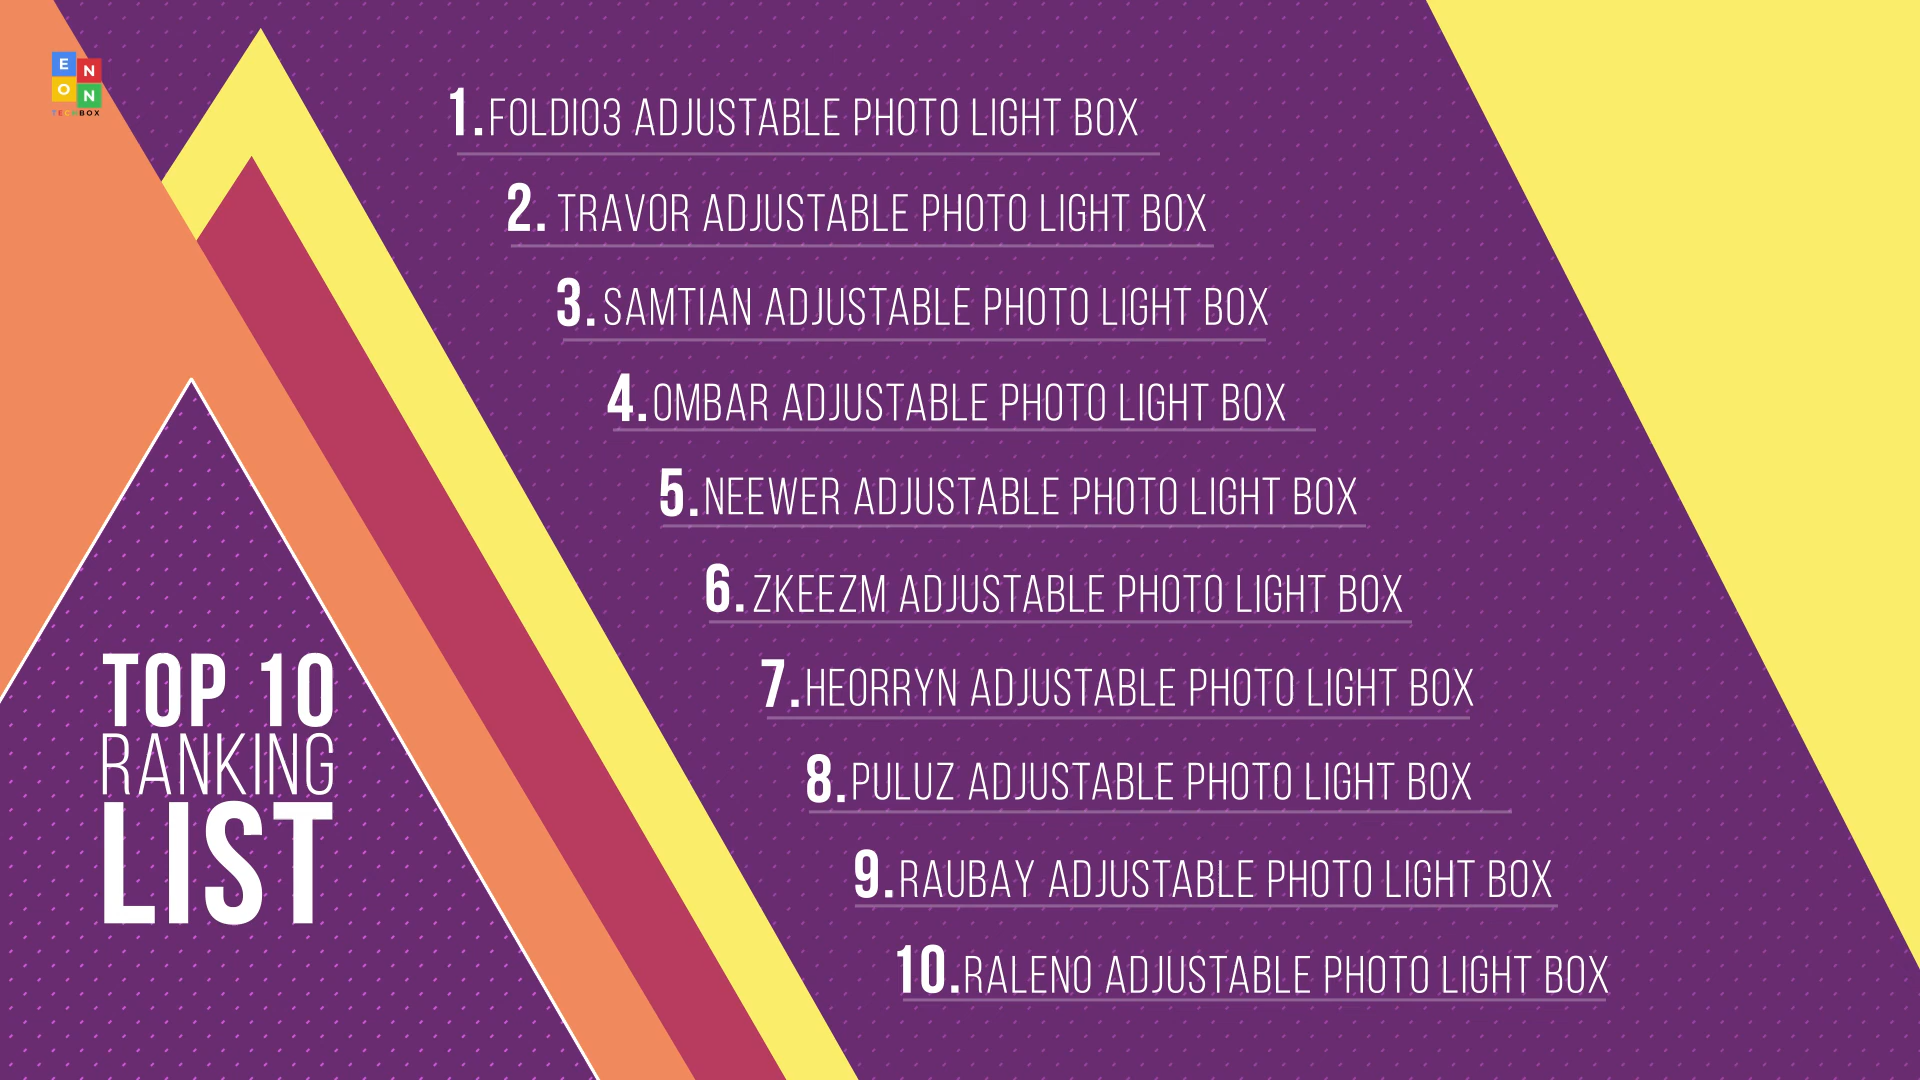 E
N
O
N
TECHBOX
1. FOLDIO3 ADJUSTABLE PHOTO LIGHT BOX
2. TRAVOR ADJUSTABLE PHOTO LIGHT BOX
3. SAMTIAN ADJUSTABLE PHOTO LIGHT BOX
4. OMBAR ADJUSTABLE PHOTO LIGHT BOX
5. NEEWER ADJUSTABLE PHOTO LIGHT BOX
6. ZKEEZM ADJUSTABLE PHOTO LIGHT BOX
7. HEORRYN ADJUSTABLE PHOTO LIGHT BOX
8. PULUZ ADJUSTABLE PHOTO LIGHT BOX
9. RAUBAY ADJUSTABLE PHOTO LIGHT BOX
10. RALENO ADJUSTABLE PHOTO LIGHT BOX
TOP 10
RANKING
LIST